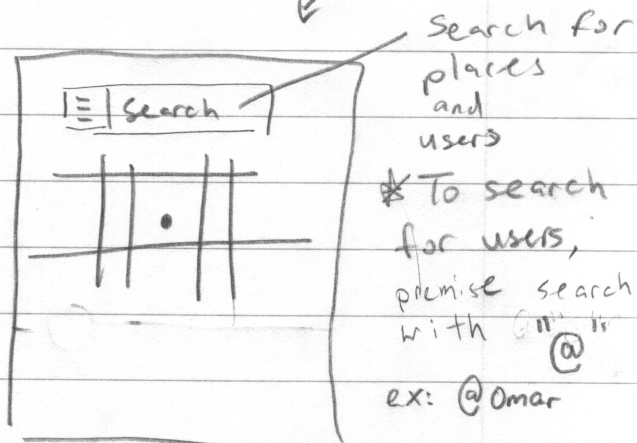 Search
Search for
places
and
users
* To search
for users,
premise search
with "@"
ex: @Omar